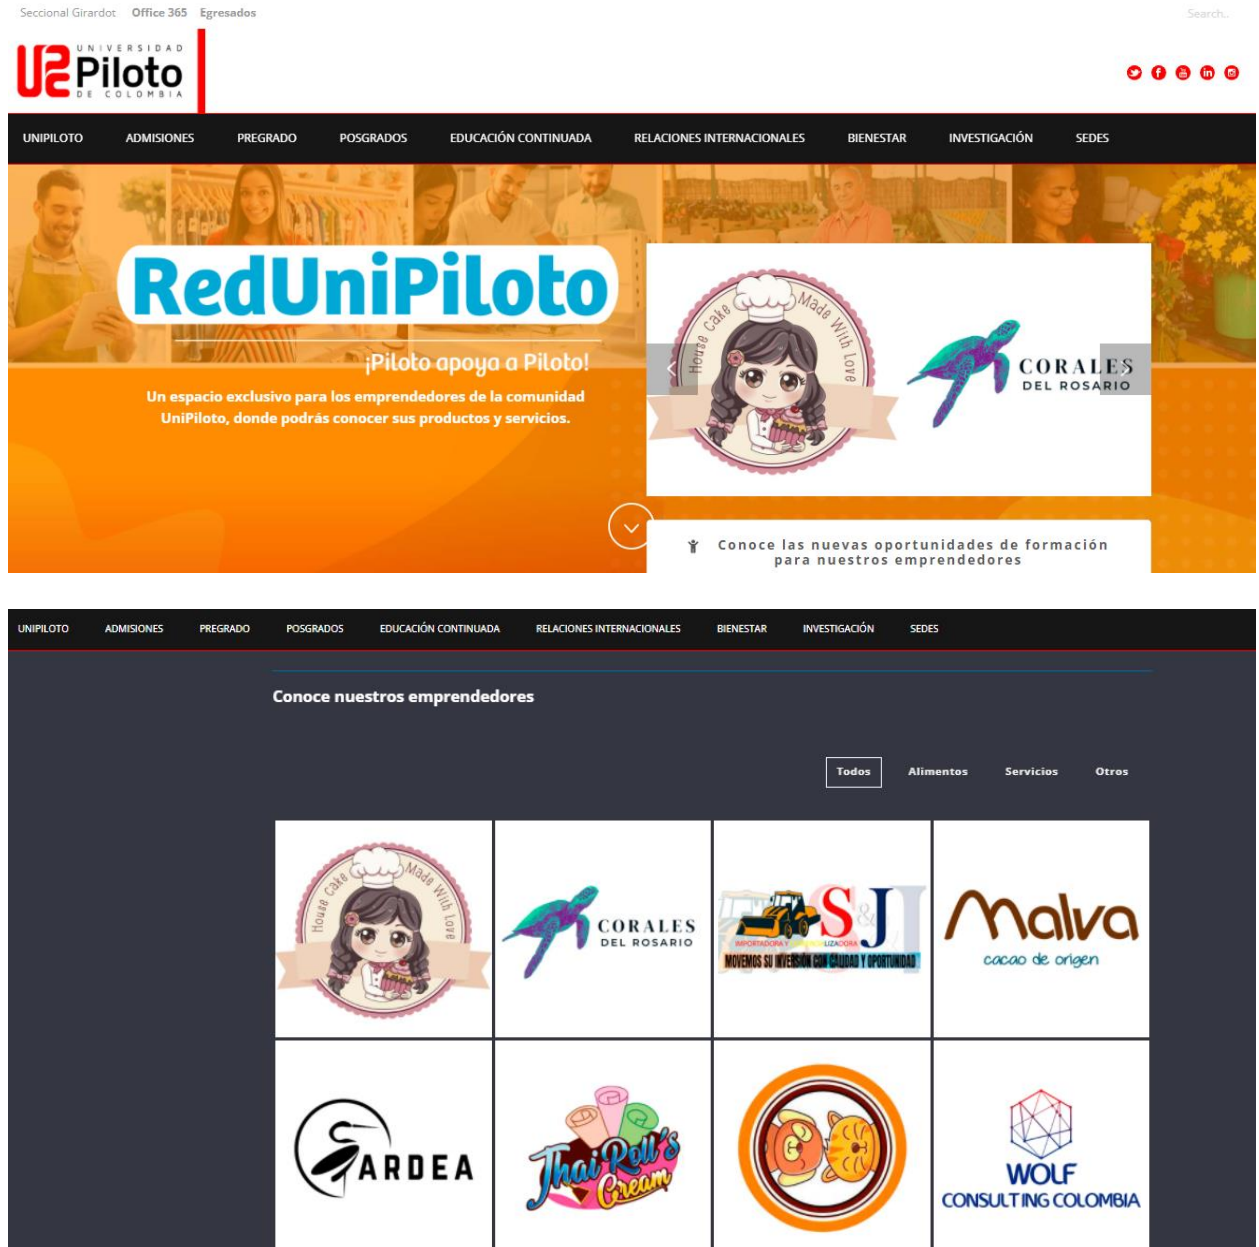 Seccional Girardot Office 365 Egresados Search..
UNIVERSIDAD
Piloto
DE COLOMBIA
UNIPILOTO ADMISIONES PREGRADO POSGRADOS EDUCACIÓN CONTINUADA RELACIONES INTERNACIONALES BIENESTAR INVESTIGACIÓN SEDES
RedUniPiloto
¡Piloto apoya a Piloto!
Un espacio exclusivo para los emprendedores de la comunidad
UniPiloto, donde podrás conocer sus productos y servicios.
House Cake Made With Love
CORALES
DEL ROSARIO
Conoce las nuevas oportunidades de formación
para nuestros emprendedores
UNIPILOTO ADMISIONES PREGRADO POSGRADOS EDUCACIÓN CONTINUADA RELACIONES INTERNACIONALES BIENESTAR INVESTIGACIÓN SEDES
Conoce nuestros emprendedores
Todos Alimentos Servicios Otros
House Cake Made With Love
CORALES
DEL ROSARIO
S&JI
IMPORTADORA Y LIZADORA
MOVEMOS SU INVERSIÓN CON CALIDAD Y OPORTUNIDAD
Malva
cacao de origen
ARDEA
Thai Roll's
Cream
WOLF
CONSULTING COLOMBIA